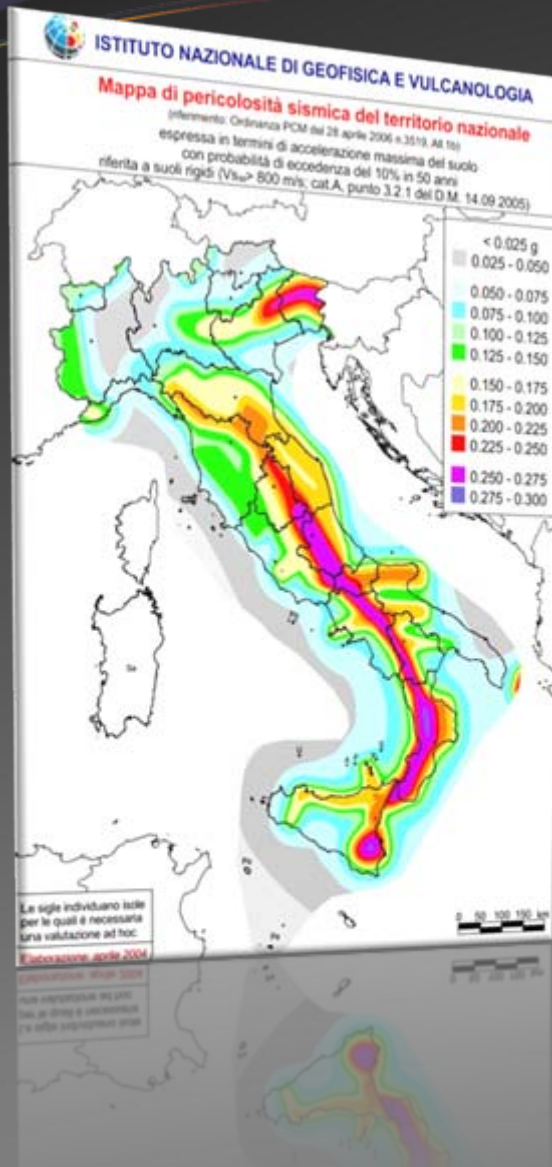 ISTITUTO NAZIONALE DI GEOFISICA E VULCANOLOGIA
Mappa di pericolosità sismica del territorio nazionale
(riferimento: Ordinanza PCM del 28 aprile 2006 n.3519, All.1b)
espressa in termini di accelerazione massima del suolo
con probabilità di eccedenza del 10% in 50 anni
riferita a suoli rigidi (Vs₃₀> 800 m/s; cat.A, punto 3.2.1 del D.M. 14.09.2005)
< 0.025 g
0.025 - 0.050
0.050 - 0.075
0.075 - 0.100
0.100 - 0.125
0.125 - 0.150
0.150 - 0.175
0.175 - 0.200
0.200 - 0.225
0.225 - 0.250
0.250 - 0.275
0.275 - 0.300
Le sigle individuano isole
per le quali è necessaria
una valutazione ad hoc
Elaborazione: aprile 2004
0 50 100 150 km